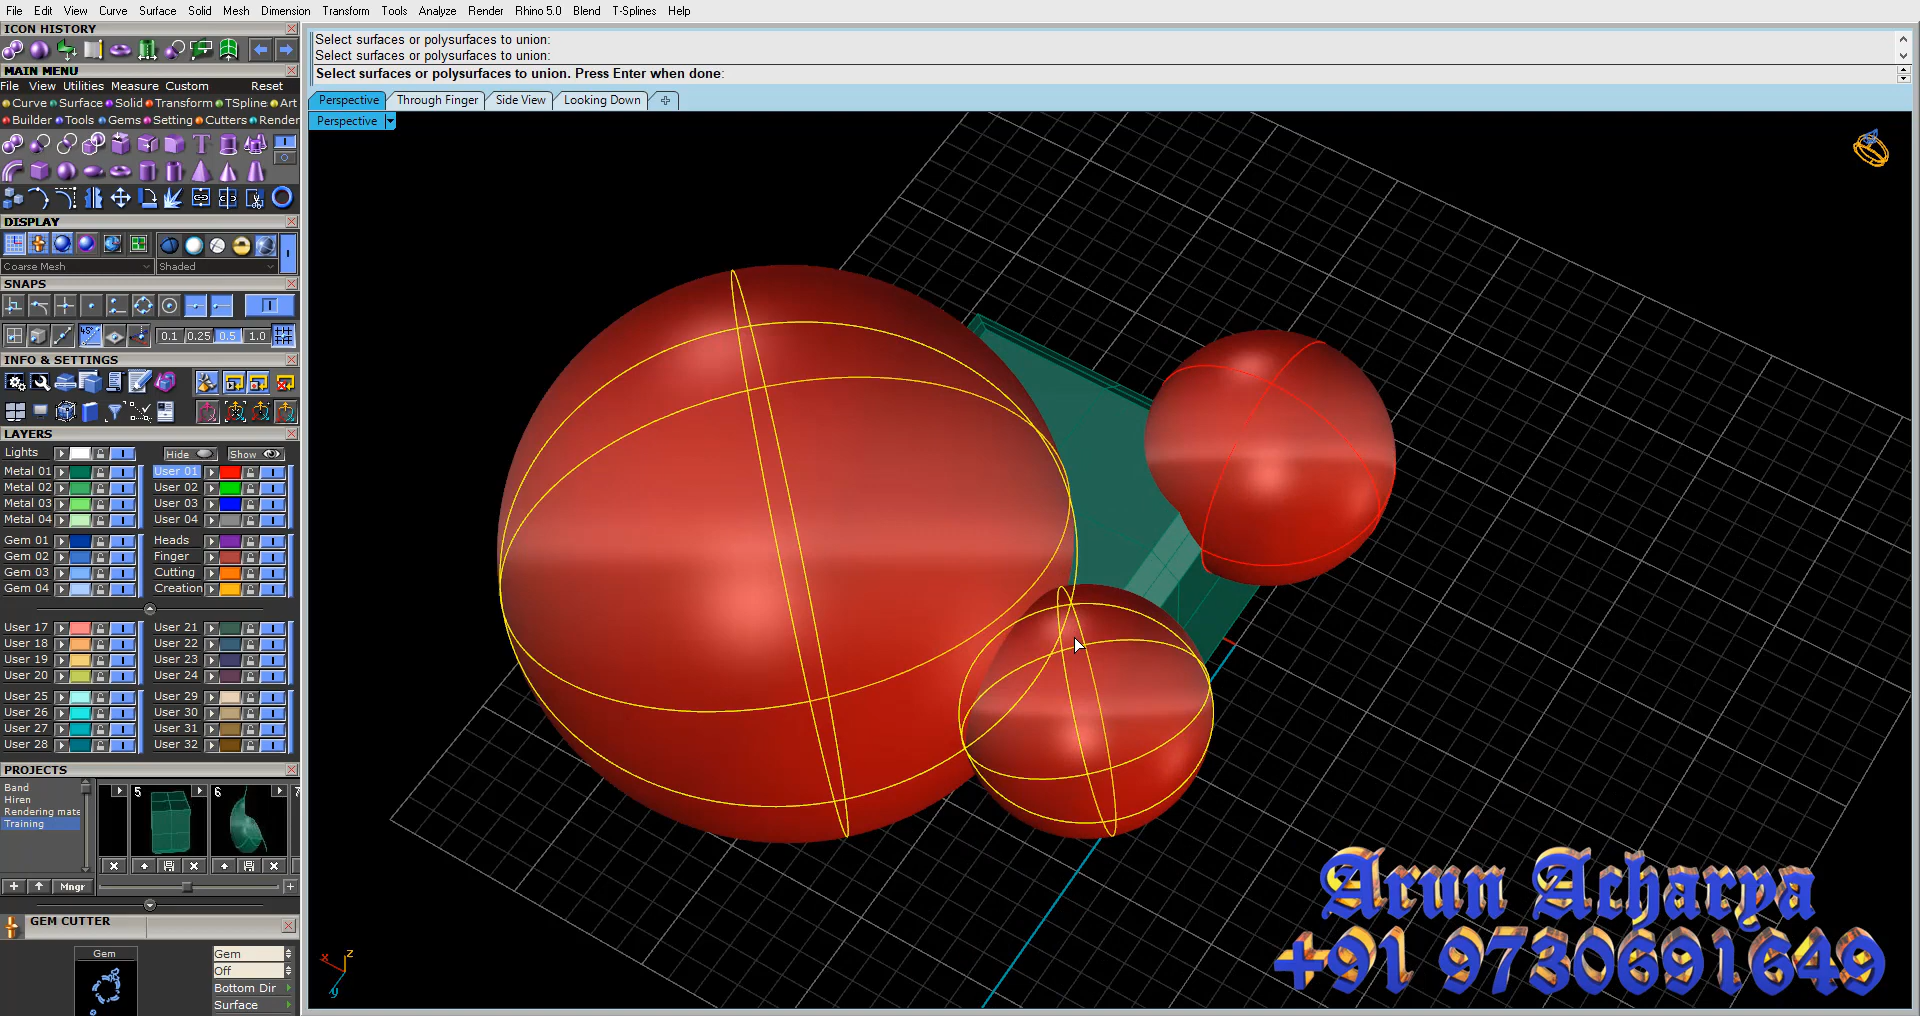 File Edit View Curve Surface Solid Mesh Dimension Transform Tools Analyze Render Rhino 5.0 Blend T-Splines Help
ICON HISTORY
MAIN MENU
File View Utilities Measure Custom Reset
Curve Surface Solid Transform TSpline Art
Builder Tools Gems Setting Cutters Render
DISPLAY
Coarse Mesh Shaded
SNAPS
0.1 0.25 0.5 1.0
INFO & SETTINGS
LAYERS
Lights Hide Show
Metal 01 User 01
Metal 02 User 02
Metal 03 User 03
Metal 04 User 04
Gem 01 Heads
Gem 02 Finger
Gem 03 Cutting
Gem 04 Creation
User 17 User 21
User 18 User 22
User 19 User 23
User 20 User 24
User 25 User 29
User 26 User 30
User 27 User 31
User 28 User 32
PROJECTS
Band
Hiren
Rendering mate
Training
5 6 7
Mngr
GEM CUTTER
Gem Gem
Off
Bottom Dir
Surface
Select surfaces or polysurfaces to union:
Select surfaces or polysurfaces to union:
Select surfaces or polysurfaces to union. Press Enter when done:
Perspective Through Finger Side View Looking Down
Perspective
x z
y
Arun Acharya
+91 9730691649